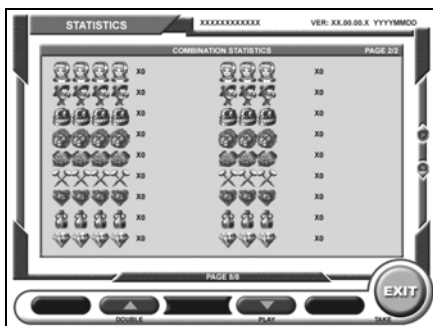 STATISTICS XXXXXXXXXXXX VER: XX.00.00.X YYYYMMDD
COMBINATION STATISTICS PAGE 2/2
X0 X0
X0 X0
X0 X0
X0 X0
X0 X0
X0 X0
X0 X0
X0 X0
X0 X0
PAGE 8/8
EXIT
DOUBLE PLAY TAKE